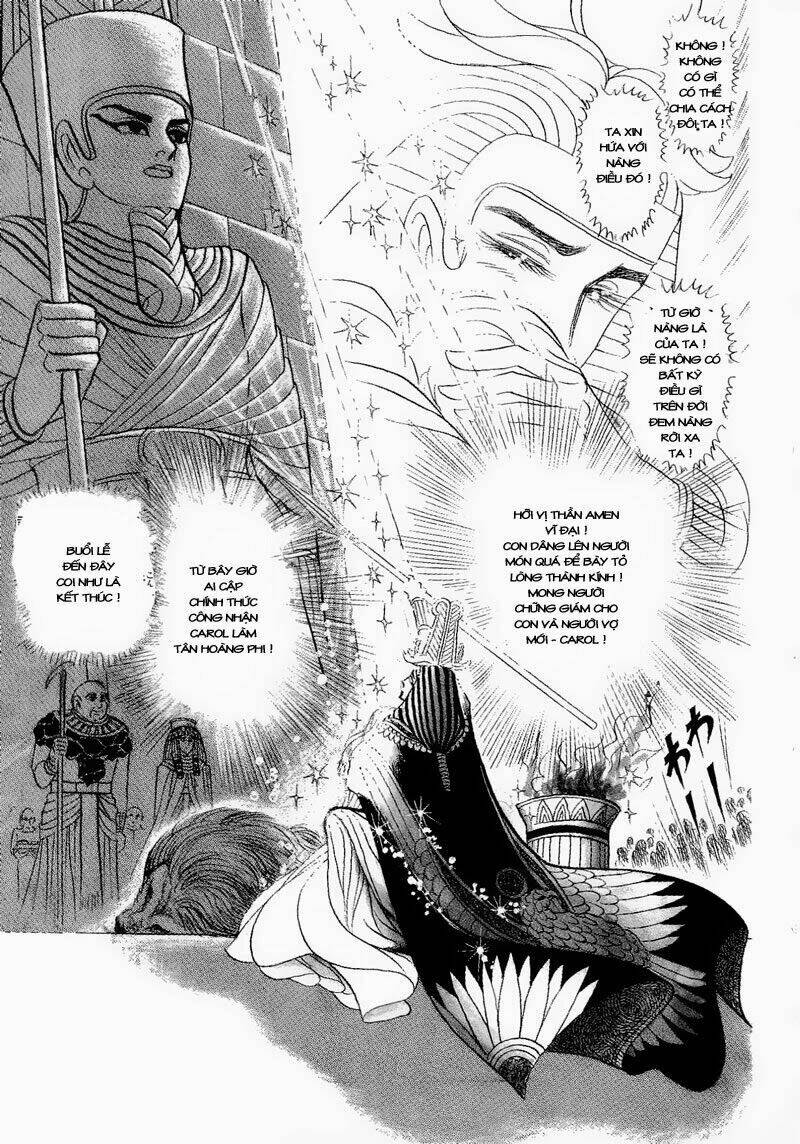 KHÔNG !
KHÔNG
CÓ GÌ
CÓ THỂ
CHIA CÁCH
ĐÔI TA !
TA XIN
HỨA VỚI
NÀNG
ĐIỀU ĐÓ !
TỪ GIỜ
NÀNG LÀ
CỦA TA !
SẼ KHÔNG CÓ
BẤT KỲ
ĐIỀU GÌ
TRÊN ĐỜI
ĐEM NÀNG
RỜI XA
TA !
HỠI VỊ THẦN AMEN
VĨ ĐẠI !
CON DÂNG LÊN NGƯỜI
MÓN QUÁ ĐỂ BÀY TỎ
LÒNG THÀNH KÍNH !
MONG NGƯỜI
CHỨNG GIÁM CHO
CON VÀ NGƯỜI VỢ
MỚI - CAROL !
TỪ BÂY GIỜ
AI CẬP
CHÍNH THỨC
CÔNG NHẬN
CAROL LÀM
TÂN HOÀNG PHI !
BUỔI LỄ
ĐẾN ĐÂY
COI NHƯ LÀ
KẾT THÚC !
わー
わー